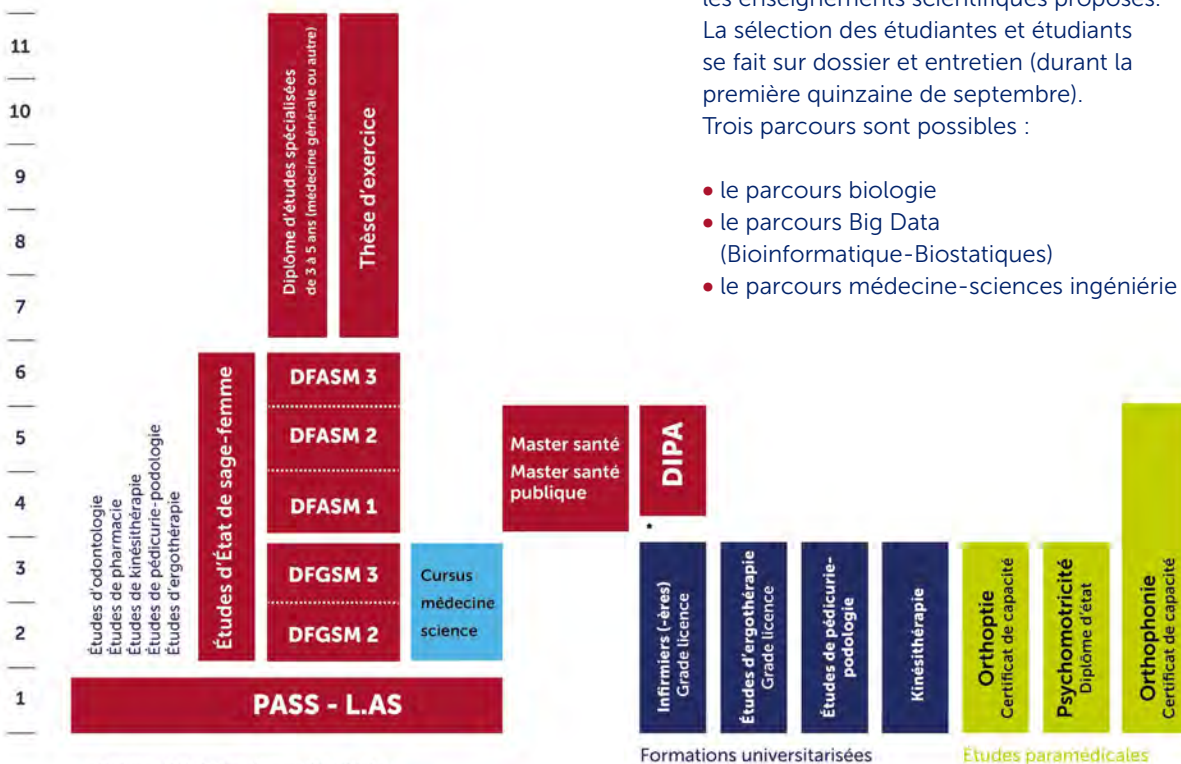 les enseignements scientifiques proposés.
La sélection des étudiantes et étudiants
se fait sur dossier et entretien (durant la
première quinzaine de septembre).
Trois parcours sont possibles :
• le parcours biologie
• le parcours Big Data
(Bioinformatique-Biostatiques)
• le parcours médecine-sciences ingéniérie
11
10
9
8
7
6
5
4
3
2
1
Diplôme d'études spécialisées
de 3 à 5 ans (médecine générale ou autre)
Thèse d'exercice
Études d'odontologie
Études de pharmacie
Études de kinésithérapie
Études de pédicurie-podologie
Études d'ergothérapie
Études d'État de sage-femme
DFASM 3
DFASM 2
DFASM 1
DFGSM 3
DFGSM 2
Cursus
médecine
science
Master santé
Master santé
publique
DIPA
PASS - L.AS
Infirmiers (-ères)
Grade licence
Études d'ergothérapie
Grade licence
Études de pédicurie-
podologie
Kinésithérapie
Orthoptie
Certificat de capacité
Psychomotricité
Diplôme d'état
Orthophonie
Certificat de capacité
Formations universitarisées
Études paramédicales